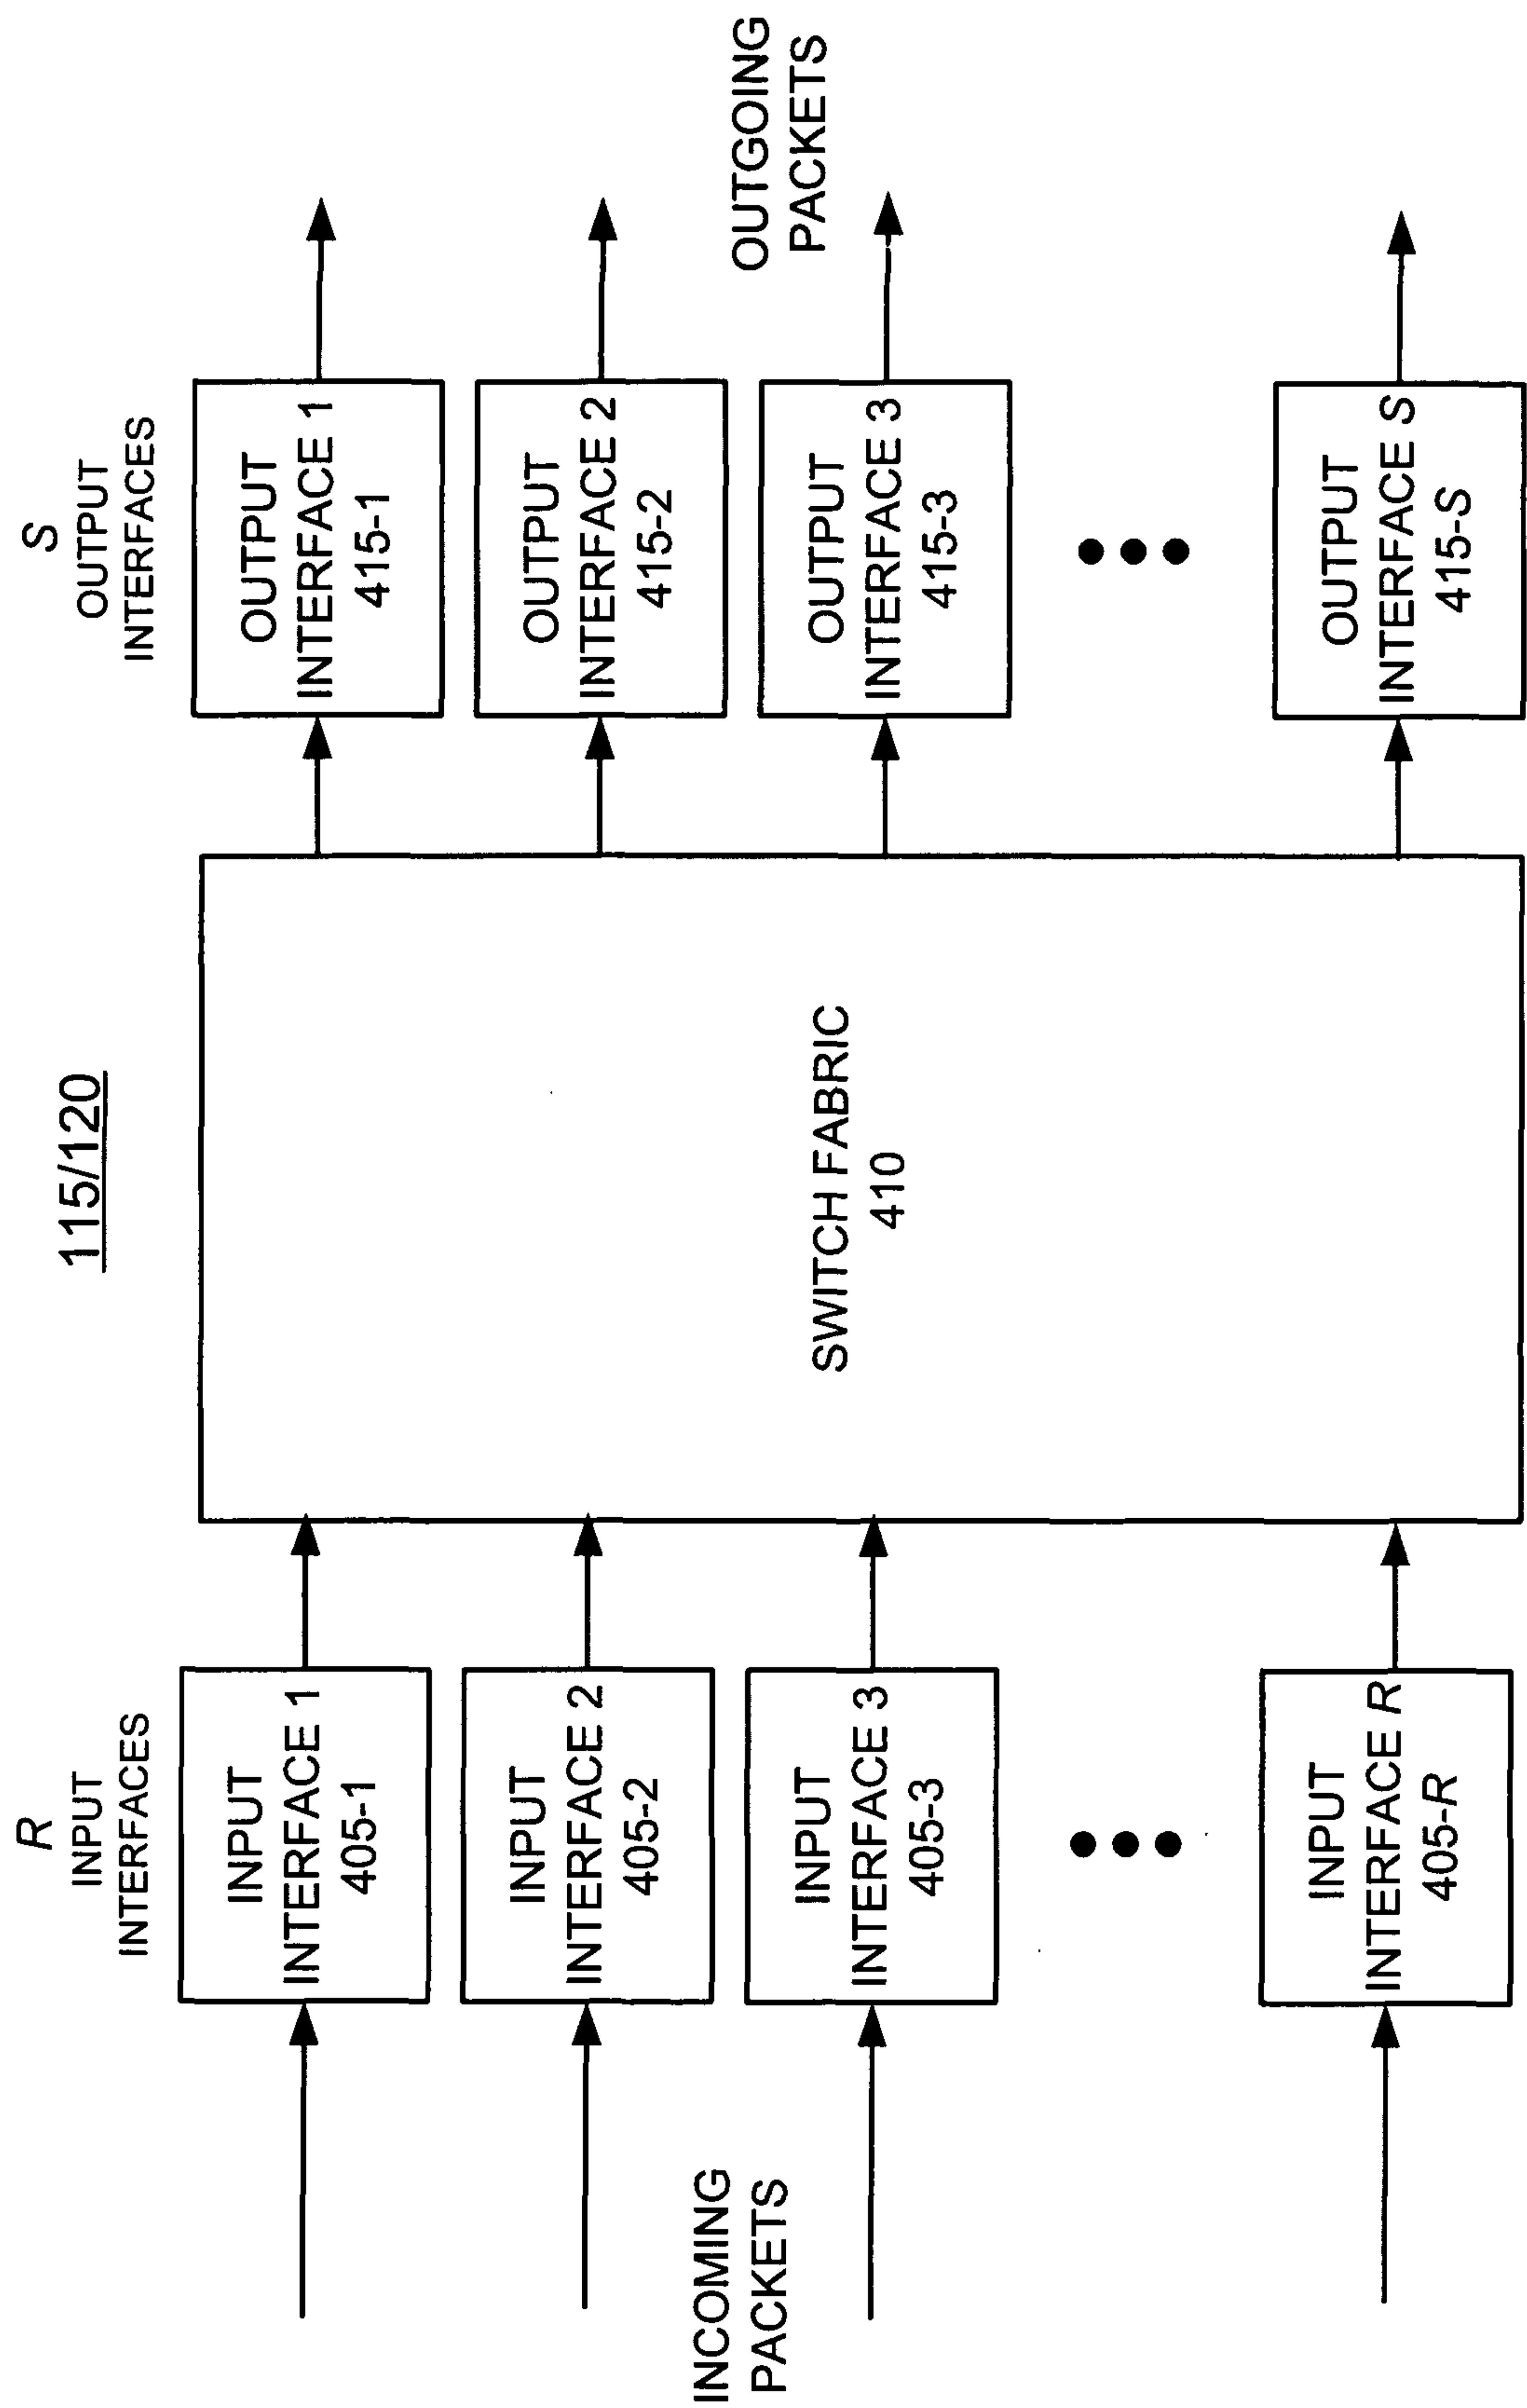 115/120
R
INPUT
INTERFACES
S
OUTPUT
INTERFACES
INCOMING
PACKETS
INPUT
INTERFACE 1
405-1
INPUT
INTERFACE 2
405-2
INPUT
INTERFACE 3
405-3
INPUT
INTERFACE R
405-R
SWITCH FABRIC
410
OUTPUT
INTERFACE 1
415-1
OUTPUT
INTERFACE 2
415-2
OUTPUT
INTERFACE 3
415-3
OUTPUT
INTERFACE S
415-S
OUTGOING
PACKETS